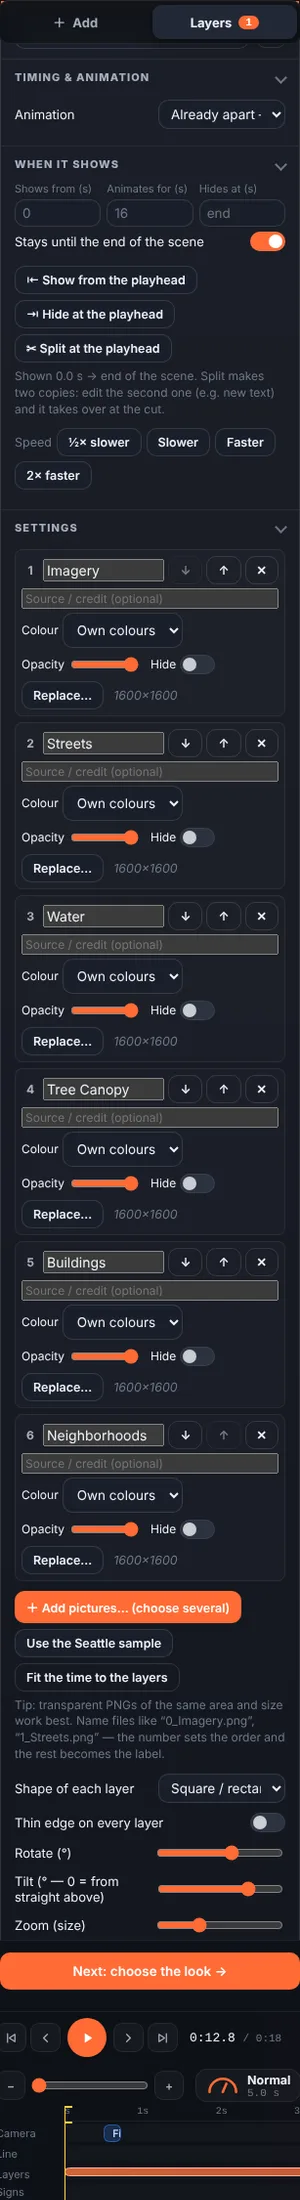 + Add
Layers 1
TIMING & ANIMATION
Animation
Already apart -
WHEN IT SHOWS
Shows from (s) Animates for (s) Hides at (s)
0 16 end
Stays until the end of the scene
⇤ Show from the playhead
⇥ Hide at the playhead
✂ Split at the playhead
Shown 0.0 s → end of the scene. Split makes
two copies: edit the second one (e.g. new text)
and it takes over at the cut.
Speed ½× slower Slower Faster
2× faster
SETTINGS
1 Imagery ↓ ↑ ✕
Source / credit (optional)
Colour Own colours
Opacity Hide
Replace... 1600×1600
2 Streets ↓ ↑ ✕
Source / credit (optional)
Colour Own colours
Opacity Hide
Replace... 1600×1600
3 Water ↓ ↑ ✕
Source / credit (optional)
Colour Own colours
Opacity Hide
Replace... 1600×1600
4 Tree Canopy ↓ ↑ ✕
Source / credit (optional)
Colour Own colours
Opacity Hide
Replace... 1600×1600
5 Buildings ↓ ↑ ✕
Source / credit (optional)
Colour Own colours
Opacity Hide
Replace... 1600×1600
6 Neighborhoods ↓ ↑ ✕
Source / credit (optional)
Colour Own colours
Opacity Hide
Replace... 1600×1600
+ Add pictures... (choose several)
Use the Seattle sample
Fit the time to the layers
Tip: transparent PNGs of the same area and size
work best. Name files like “0_Imagery.png”,
“1_Streets.png” — the number sets the order and
the rest becomes the label.
Shape of each layer Square / rectar
Thin edge on every layer
Rotate (°)
Tilt (° — 0 = from
straight above)
Zoom (size)
Next: choose the look →
0:12.8 / 0:18
− + Normal
5.0 s
s 1s 2s 3
Camera Fi
Line
Layers
Signs